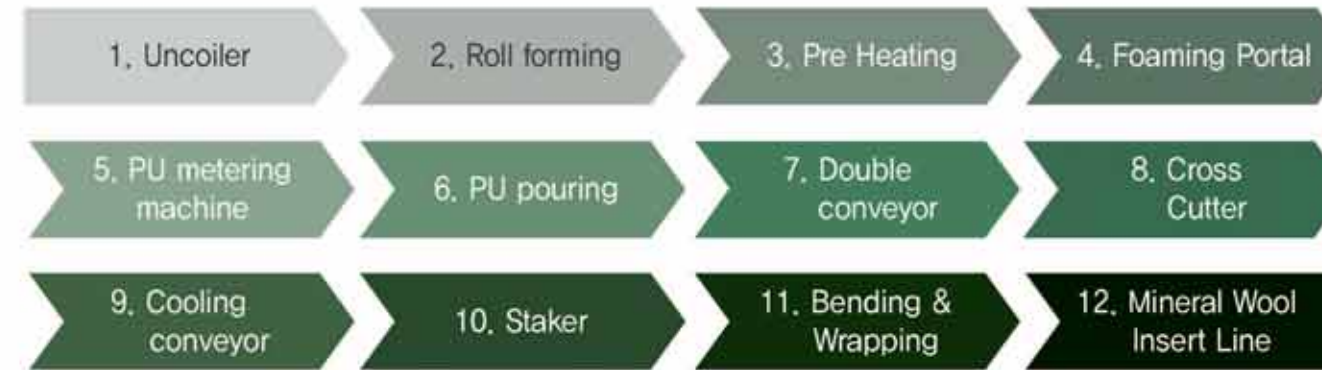 1. Uncoiler
2. Roll forming
3. Pre Heating
4. Foaming Portal
5. PU metering
machine
6. PU pouring
7. Double
conveyor
8. Cross
Cutter
9. Cooling
conveyor
10. Staker
11. Bending &
Wrapping
12. Mineral Wool
Insert Line